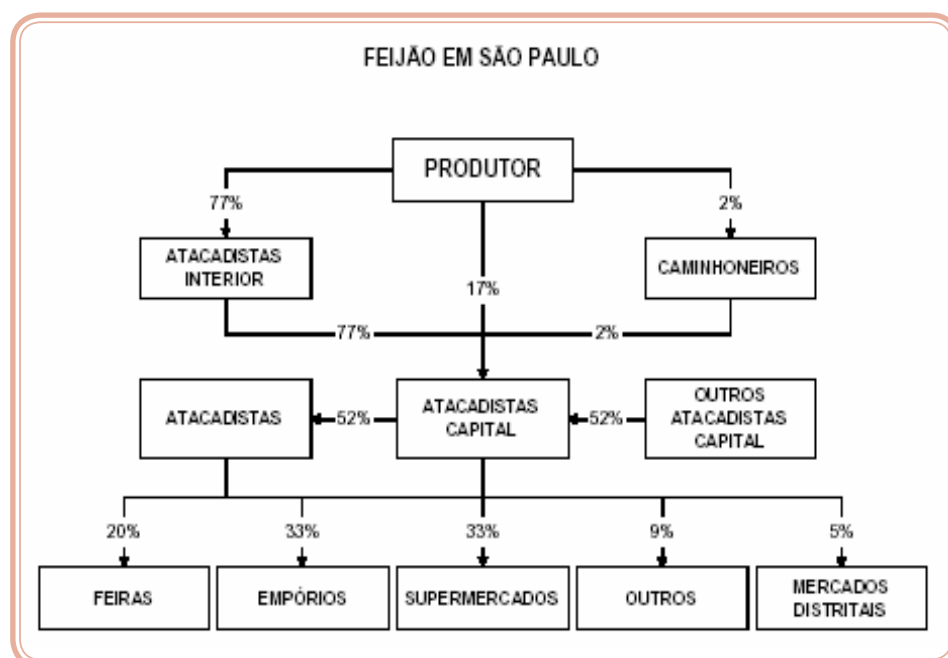 FEIJÃO EM SÃO PAULO
PRODUTOR
77%
2%
ATACADISTAS
INTERIOR
17%
CAMINHONEIROS
77%
2%
ATACADISTAS
52%
ATACADISTAS
CAPITAL
52%
OUTROS
ATACADISTAS
CAPITAL
20%
33%
33%
9%
5%
FEIRAS
EMPÓRIOS
SUPERMERCADOS
OUTROS
MERCADOS
DISTRITAIS